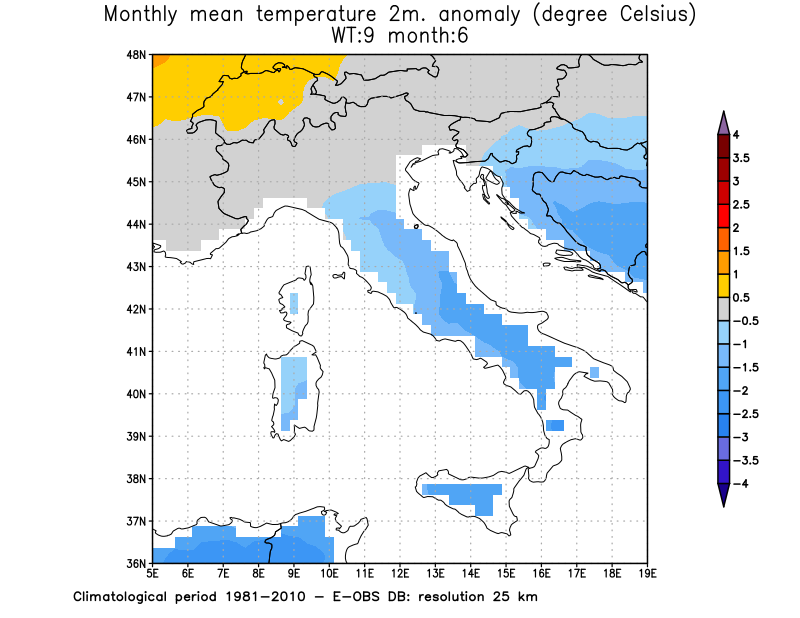 Monthly mean temperature 2m. anomaly (degree Celsius)
WT:9 month:6
48N
47N
46N
45N
44N
43N
42N
41N
40N
39N
38N
37N
36N
5E 6E 7E 8E 9E 10E 11E 12E 13E 14E 15E 16E 17E 18E 19E
4
3.5
3
2.5
2
1.5
1
0.5
−0.5
−1
−1.5
−2
−2.5
−3
−3.5
−4
Climatological period 1981−2010 − E−OBS DB: resolution 25 km